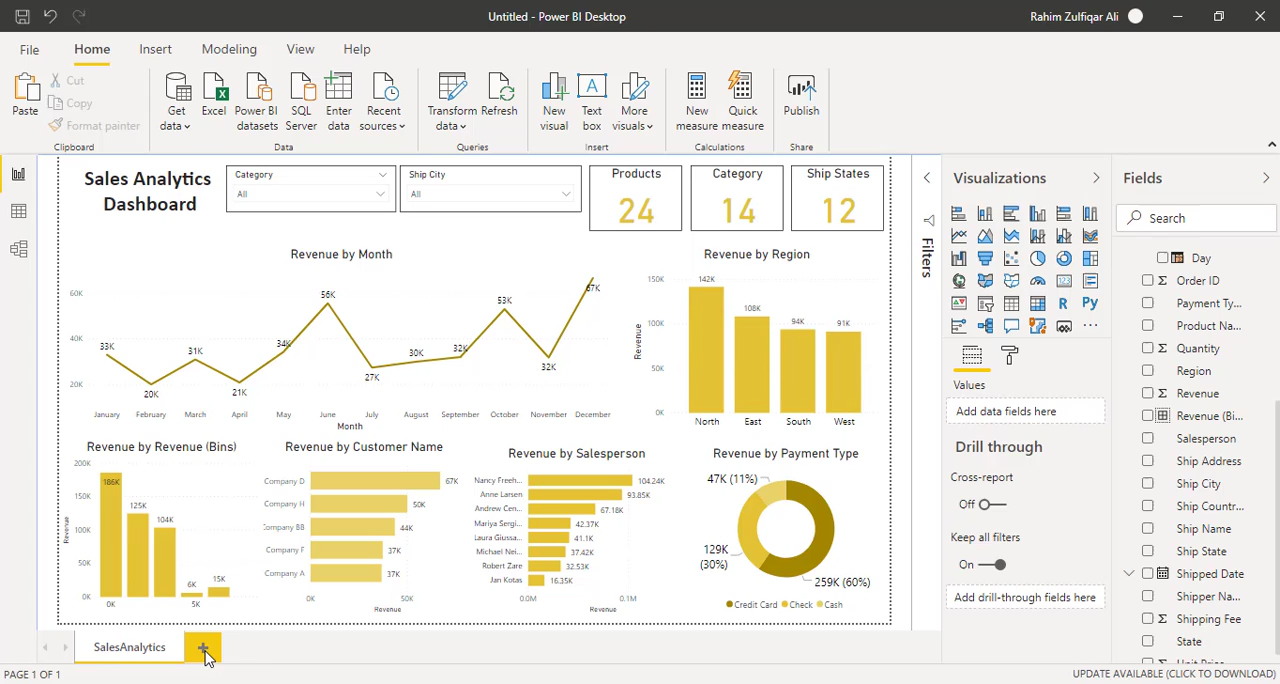 Untitled - Power BI Desktop
Rahim Zulfiqar Ali
File
Home
Insert
Modeling
View
Help
Paste
Cut
Copy
Format painter
Clipboard
Get data
Excel
Power BI datasets
SQL Server
Enter data
Recent sources
Data
Transform data
Refresh
Queries
New visual
Text box
More visuals
Insert
New measure
Quick measure
Calculations
Publish
Share
Sales Analytics
Dashboard
Category
All
Ship City
All
Products
24
Category
14
Ship States
12
Revenue by Month
60K
40K
20K
33K
20K
31K
21K
34K
56K
27K
30K
32K
53K
32K
67K
January
February
March
April
May
June
July
August
September
October
November
December
Month
Revenue by Region
Revenue
150K
100K
50K
0K
142K
108K
94K
91K
North
East
South
West
Revenue by Revenue (Bins)
Revenue
200K
150K
100K
50K
0K
186K
125K
104K
6K
15K
0K
5K
Revenue by Customer Name
Company D
67K
Company H
50K
Company BB
44K
Company F
37K
Company A
37K
0K
50K
Revenue
Revenue by Salesperson
Nancy Freeh...
104.24K
Anne Larsen
93.85K
Andrew Cen...
67.18K
Mariya Sergi...
42.37K
Laura Giussa...
41.1K
Michael Nei...
37.42K
Robert Zare
32.53K
Jan Kotas
16.35K
0.0M
0.1M
Revenue
Revenue by Payment Type
47K (11%)
129K
(30%)
259K (60%)
Credit Card
Check
Cash
Filters
Visualizations
R
Py
123
Values
Add data fields here
Drill through
Cross-report
Off
Keep all filters
On
Add drill-through fields here
Fields
Search
Day
Order ID
Payment Ty...
Product Na...
Quantity
Region
Revenue
Revenue (Bi...
Salesperson
Ship Address
Ship City
Ship Countr...
Ship Name
Ship State
Shipped Date
Shipper Na...
Shipping Fee
State
Unit Price
SalesAnalytics
PAGE 1 OF 1
UPDATE AVAILABLE (CLICK TO DOWNLOAD)